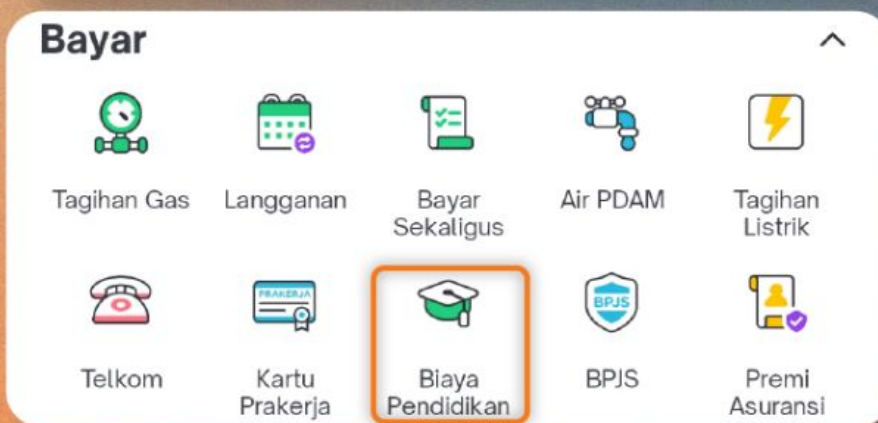 Bayar
Tagihan Gas
Langganan
Bayar
Sekaligus
Air PDAM
Tagihan
Listrik
PRAKERJA
BPJS
Telkom
Kartu
Prakerja
Biaya
Pendidikan
BPJS
Premi
Asuransi